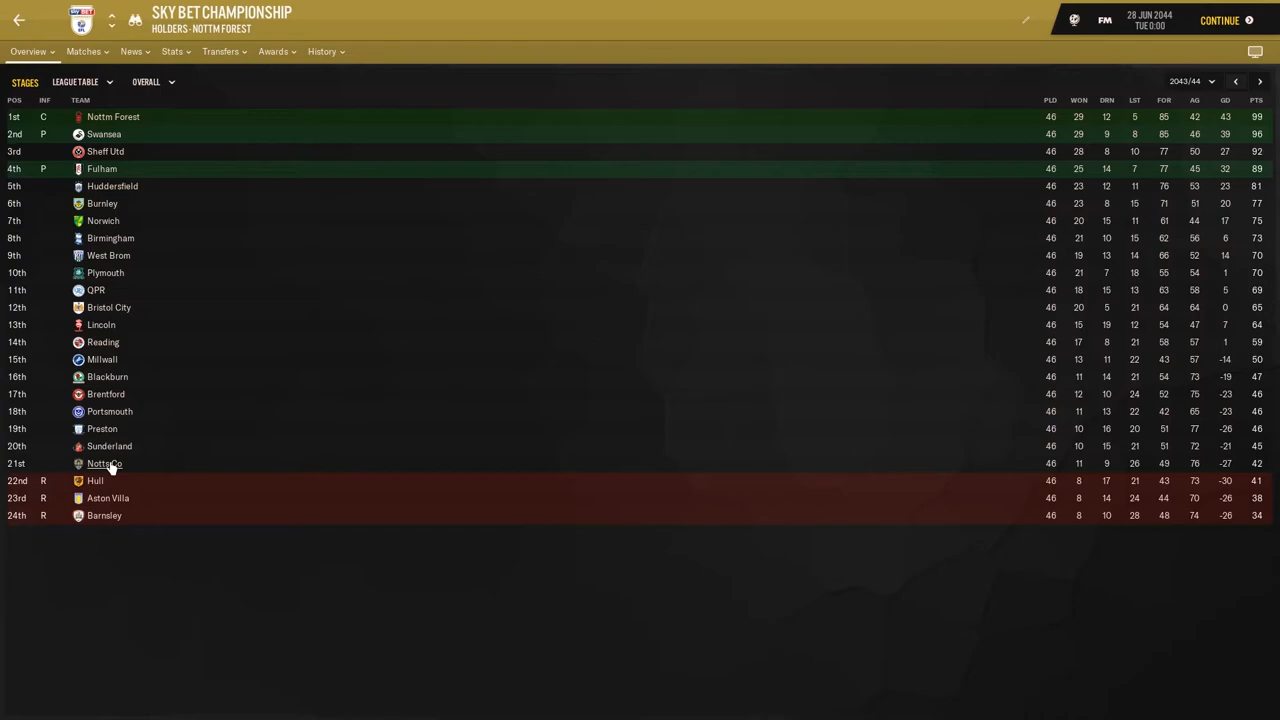 SKY BET CHAMPIONSHIP
HOLDERS - NOTTM FOREST
FM 28 JUN 2044
TUE 0:00
CONTINUE
Overview Matches News Stats Transfers Awards History
STAGES LEAGUE TABLE OVERALL 2043/44
POS INF TEAM PLD WON DRN LST FOR AG GD PTS
1st C Nottm Forest 46 29 12 5 85 42 43 99
2nd P Swansea 46 29 9 8 85 46 39 96
3rd Sheff Utd 46 28 8 10 77 50 27 92
4th P Fulham 46 25 14 7 77 45 32 89
5th Huddersfield 46 23 12 11 76 53 23 81
6th Burnley 46 23 8 15 71 51 20 77
7th Norwich 46 20 15 11 61 44 17 75
8th Birmingham 46 21 10 15 62 56 6 73
9th West Brom 46 19 13 14 66 52 14 70
10th Plymouth 46 21 7 18 55 54 1 70
11th QPR 46 18 15 13 63 58 5 69
12th Bristol City 46 20 5 21 64 64 0 65
13th Lincoln 46 15 19 12 54 47 7 64
14th Reading 46 17 8 21 58 57 1 59
15th Millwall 46 13 11 22 43 57 -14 50
16th Blackburn 46 11 14 21 54 73 -19 47
17th Brentford 46 12 10 24 52 75 -23 46
18th Portsmouth 46 11 13 22 42 65 -23 46
19th Preston 46 10 16 20 51 77 -26 46
20th Sunderland 46 10 15 21 51 72 -21 45
21st Notts Co 46 11 9 26 49 76 -27 42
22nd R Hull 46 8 17 21 43 73 -30 41
23rd R Aston Villa 46 8 14 24 44 70 -26 38
24th R Barnsley 46 8 10 28 48 74 -26 34